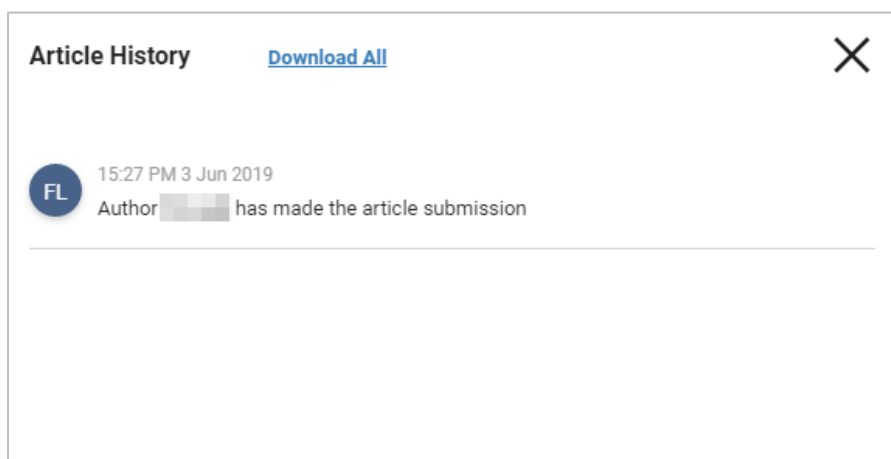 Article History Download All
15:27 PM 3 Jun 2019
FL
Author has made the article submission